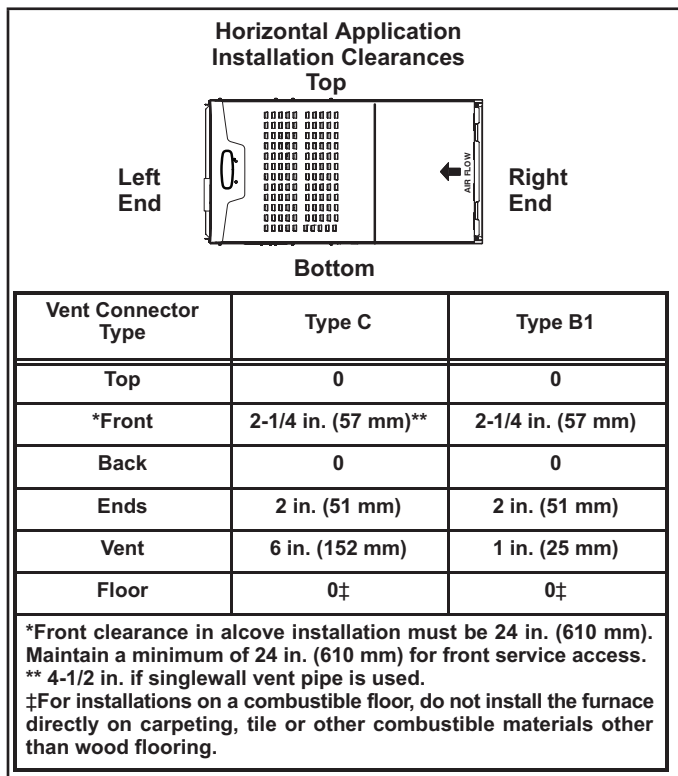 Horizontal Application
Installation Clearances
Top
Left
End
AIR FLOW
Right
End
Bottom
Vent Connector
Type
Type C
Type B1
Top
0
0
*Front
2-1/4 in. (57 mm)**
2-1/4 in. (57 mm)
Back
0
0
Ends
2 in. (51 mm)
2 in. (51 mm)
Vent
6 in. (152 mm)
1 in. (25 mm)
Floor
0‡
0‡
*Front clearance in alcove installation must be 24 in. (610 mm).
Maintain a minimum of 24 in. (610 mm) for front service access.
** 4-1/2 in. if singlewall vent pipe is used.
‡For installations on a combustible floor, do not install the furnace
directly on carpeting, tile or other combustible materials other
than wood flooring.